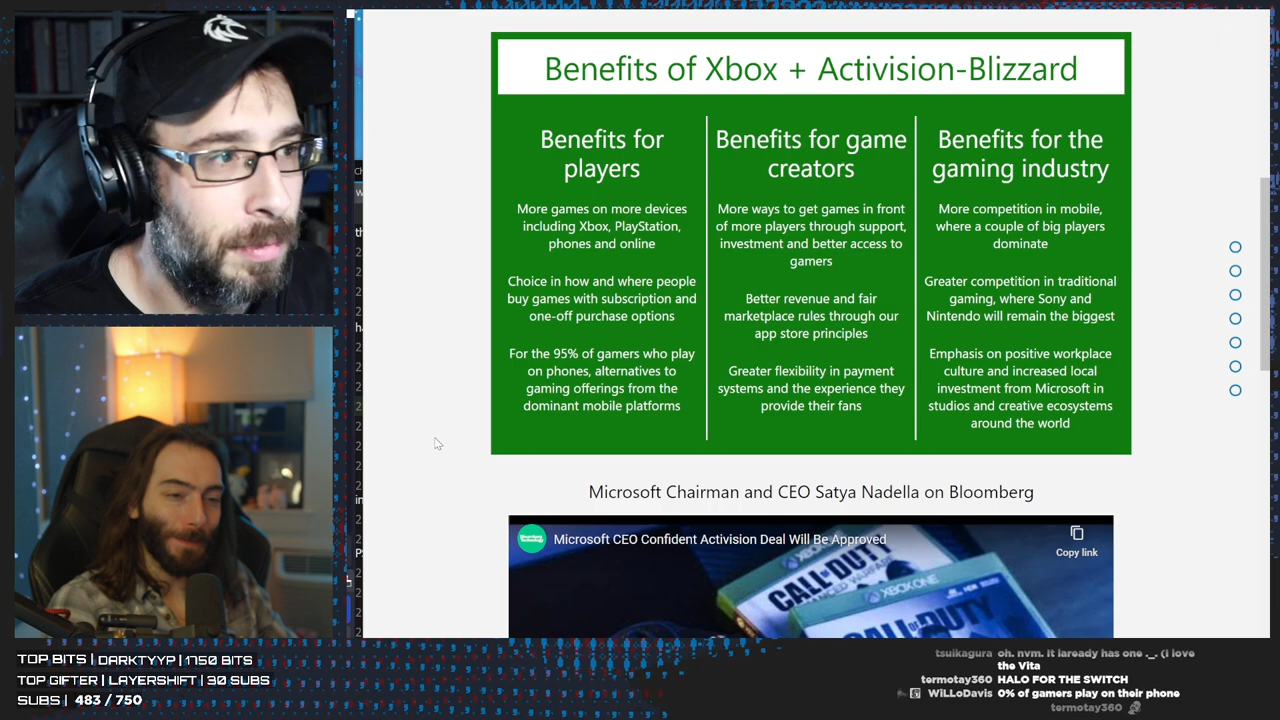 Benefits of Xbox + Activision-Blizzard
Benefits for
players
More games on more devices
including Xbox, PlayStation,
phones and online
Choice in how and where people
buy games with subscription and
one-off purchase options
For the 95% of gamers who play
on phones, alternatives to
gaming offerings from the
dominant mobile platforms
Benefits for game
creators
More ways to get games in front
of more players through support,
investment and better access to
gamers
Better revenue and fair
marketplace rules through our
app store principles
Greater flexibility in payment
systems and the experience they
provide their fans
Benefits for the
gaming industry
More competition in mobile,
where a couple of big players
dominate
Greater competition in traditional
gaming, where Sony and
Nintendo will remain the biggest
Emphasis on positive workplace
culture and increased local
investment from Microsoft in
studios and creative ecosystems
around the world
Microsoft Chairman and CEO Satya Nadella on Bloomberg
Microsoft CEO Confident Activision Deal Will Be Approved
Copy link
CALL OF DUTY
XBOX ONE
TOP BITS | DARKTYYP | 1750 BITS
TOP GIFTER | LAYERSHIFT | 30 SUBS
SUBS | 483 / 750
tsuikagura oh. nvm. It laready has one ._. (i love
the Vita
termotay360 HALO FOR THE SWITCH
WiLLoDavis 0% of gamers play on their phone
termotay360